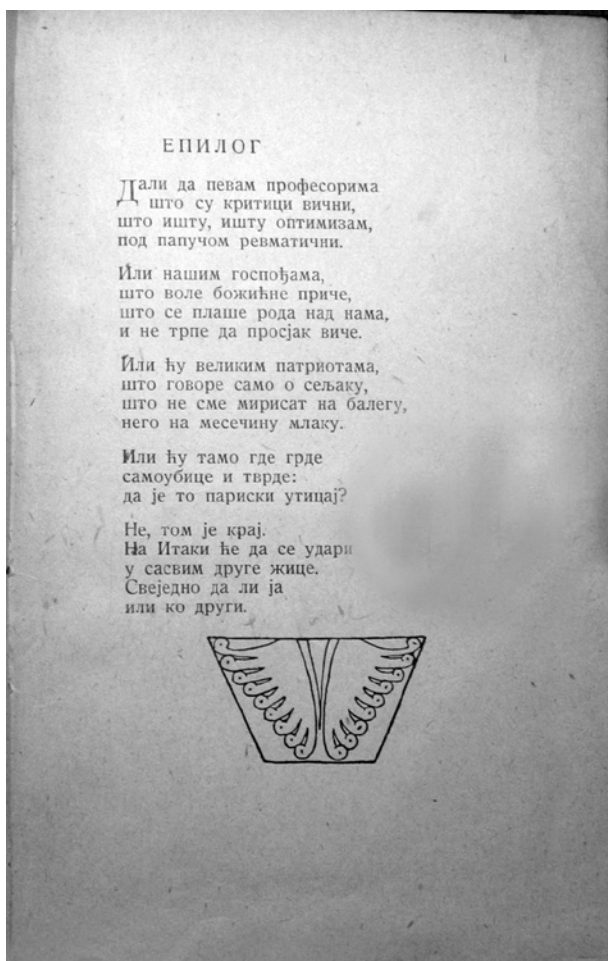 ЕПИЛОГ
Дали да певам професорима
што су критици вични,
што ишту, ишту оптимизам,
под папучом ревматични.
Или нашим госпођама,
што воле божићне приче,
што се плаше рода над нама,
и не трпе да просјак виче.
Или ћу великим патриотама,
што говоре само о сељаку,
што не сме мирисат на балегу,
него на месечину млаку.
Или ћу тамо где грде
самоубице и тврде:
да је то париски утицај?
Не, том је крај.
На Итаки ће да се удари
у сасвим друге жице.
Свеједно да ли ја
или ко други.